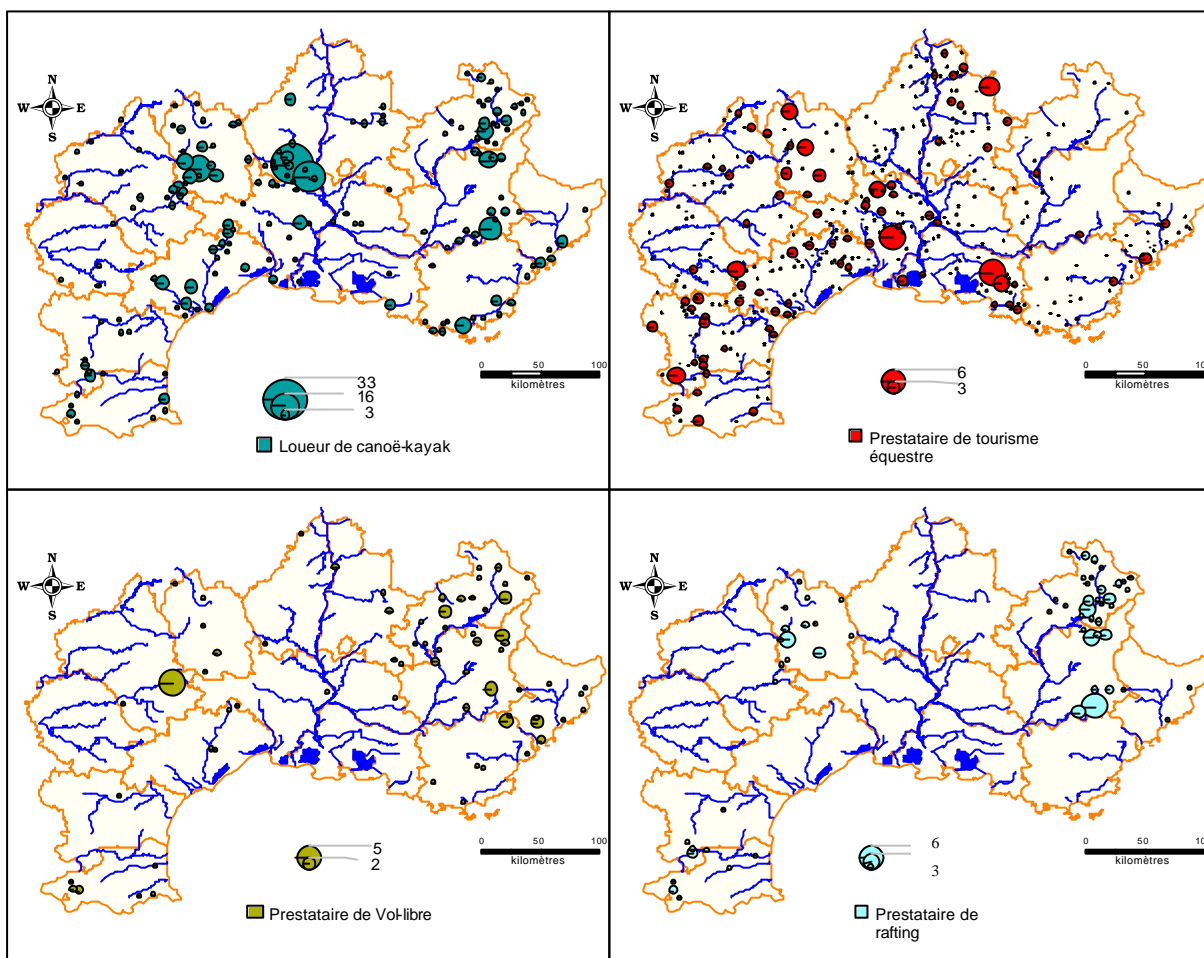 N
W E
S
0 50 100
kilomètres
33
16
3
Loueur de canoë-kayak
N
W E
S
0 50 100
kilomètres
6
3
Prestataire de tourisme
équestre
N
W E
S
0 50 100
kilomètres
5
2
Prestataire de Vol-libre
N
W E
S
0 50 100
kilomètres
6
3
Prestataire de
rafting